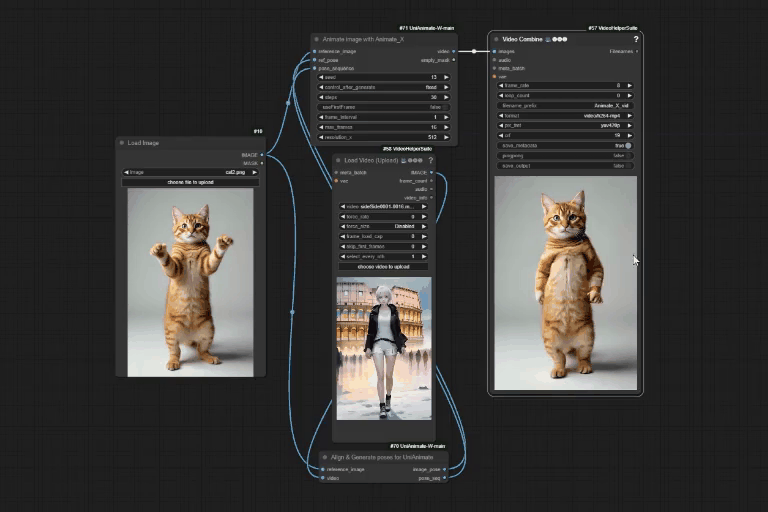 #10
Load Image
IMAGE
MASK
image cat2.png
choose file to upload
#71 UniAnimate-W-main
Animate image with Animate_X
reference_image video
ref_pose empty_mask
pose_sequence
seed 13
control_after_generate fixed
steps 30
useFirstFrame false
frame_interval 1
max_frames 16
resolution_x 512
#58 VideoHelperSuite
Load Video (Upload) ?
meta_batch IMAGE
vae frame_count
audio
video_info
force_rate 0
force_size Disabled
frame_load_cap 0
skip_first_frames 0
select_every_nth
choose video to upload
#70 UniAnimate-W-main
Align & Generate poses for UniAnimate
reference_image image_pose
video pose_seq
#57 VideoHelperSuite
Video Combine ?
images Filenames
audio
meta_batch
vae
frame_rate 8
loop_count 0
filename_prefix Animate_X_vid
format video/h264-mp4
pix_fmt yuv420p
crf 19
save_metadata true
pingpong false
save_output false